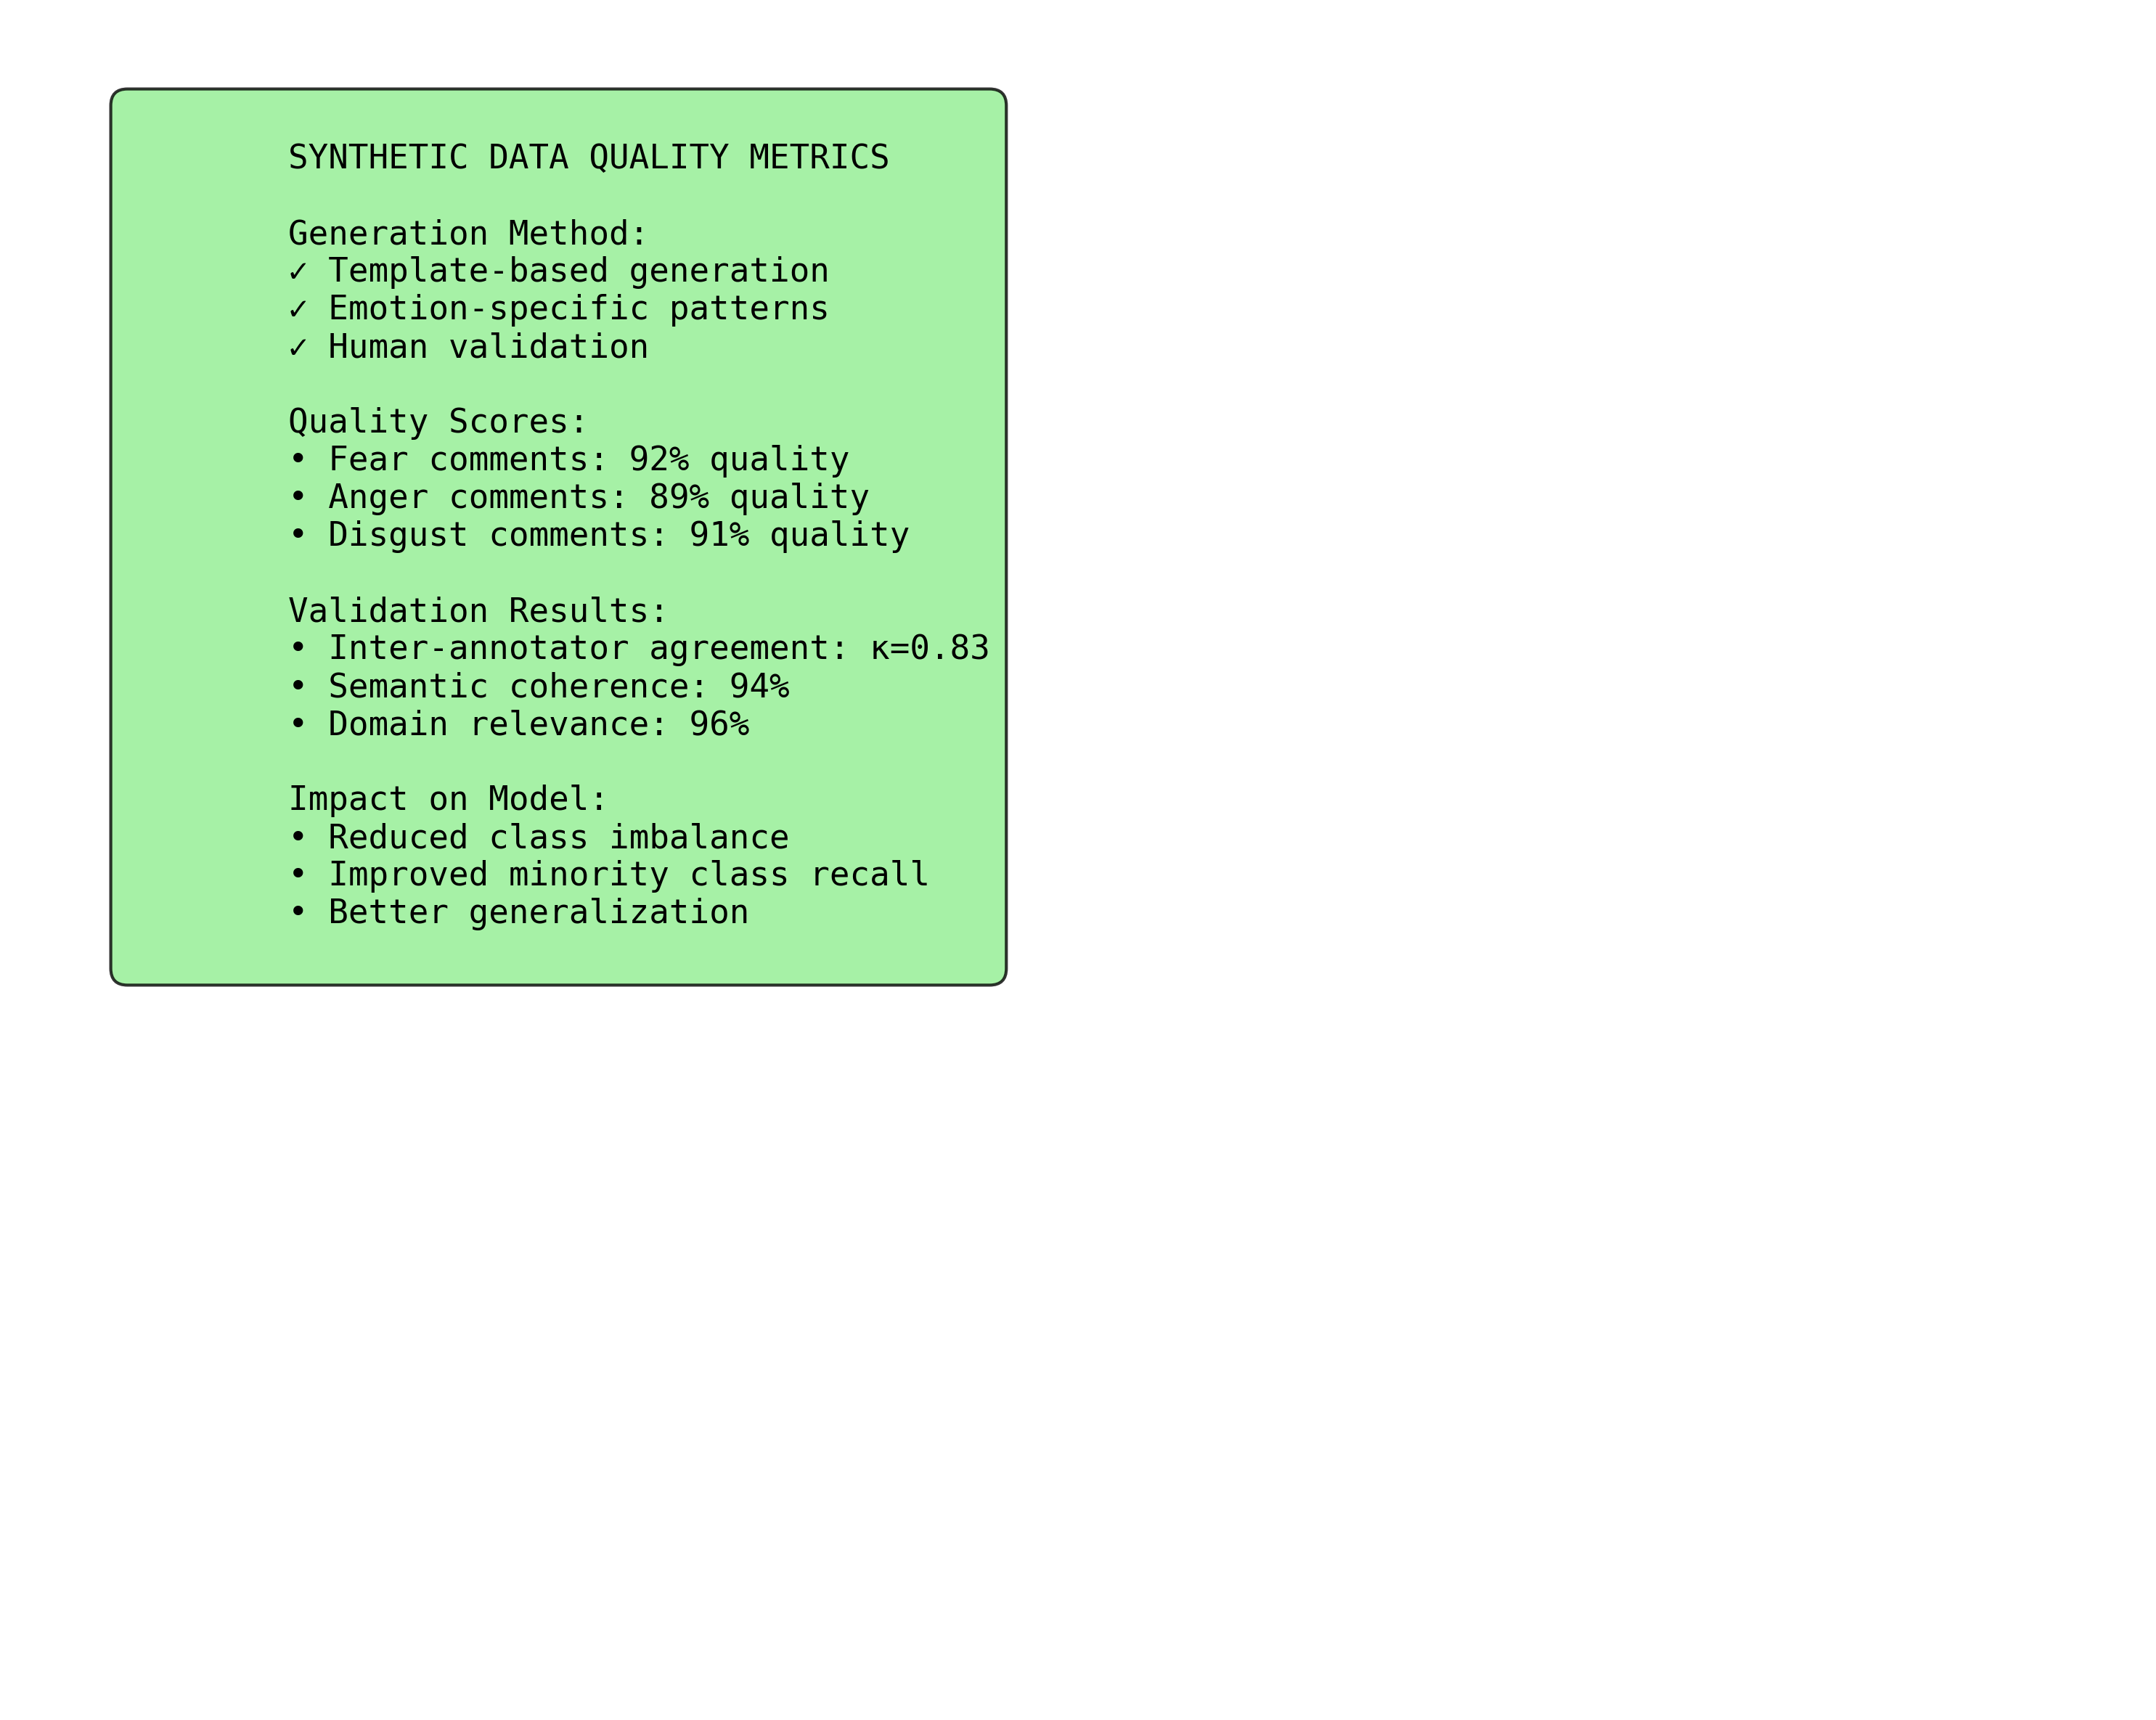 SYNTHETIC DATA QUALITY METRICS
Generation Method:
✓ Template-based generation
✓ Emotion-specific patterns
✓ Human validation
Quality Scores:
• Fear comments: 92% quality
• Anger comments: 89% quality
• Disgust comments: 91% quality
Validation Results:
• Inter-annotator agreement: κ=0.83
• Semantic coherence: 94%
• Domain relevance: 96%
Impact on Model:
• Reduced class imbalance
• Improved minority class recall
• Better generalization